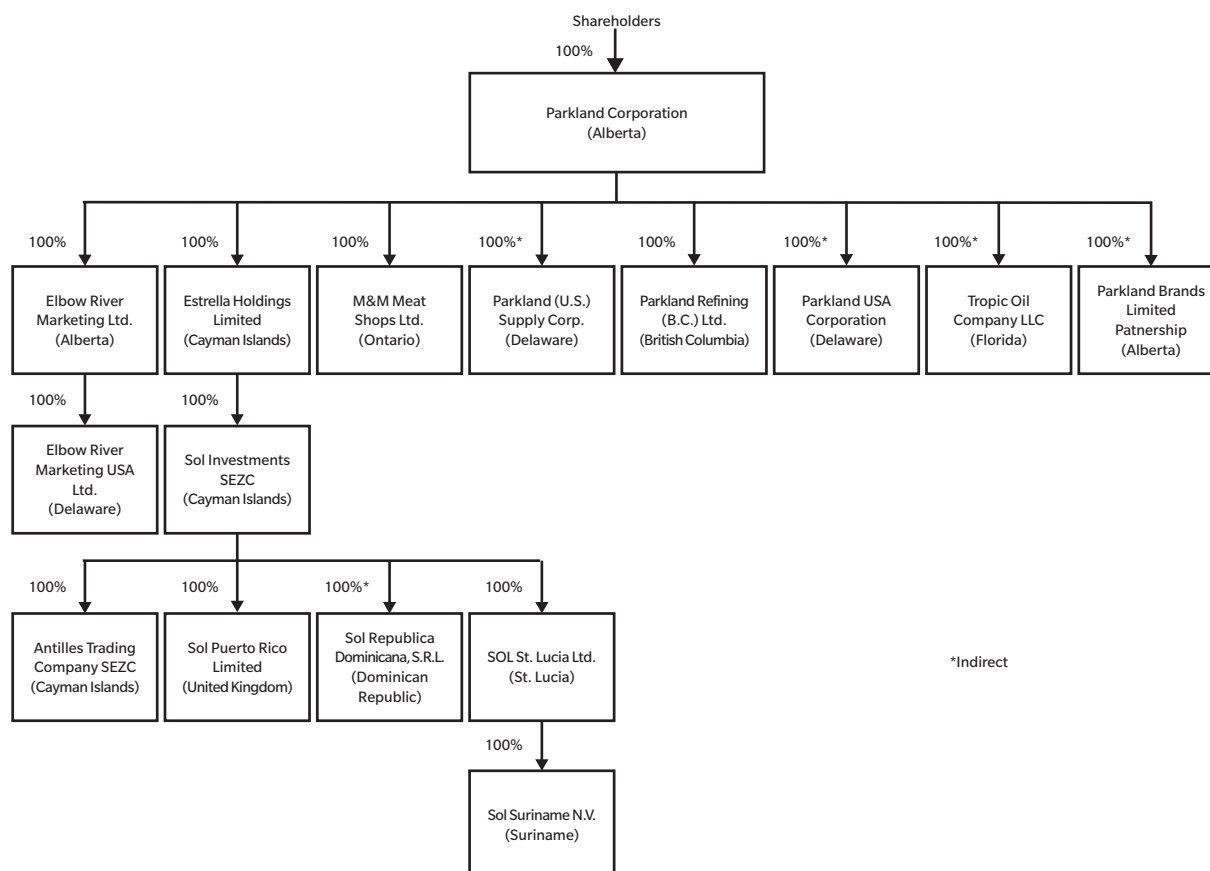 Shareholders
100%
Parkland Corporation
(Alberta)
100%
100%
100%
100%*
100%
100%*
100%*
100%*
Elbow River
Marketing Ltd.
(Alberta)
Estrella Holdings
Limited
(Cayman Islands)
M&M Meat
Shops Ltd.
(Ontario)
Parkland (U.S.)
Supply Corp.
(Delaware)
Parkland Refining
(B.C.) Ltd.
(British Columbia)
Parkland USA
Corporation
(Delaware)
Tropic Oil
Company LLC
(Florida)
Parkland Brands
Limited
Patnership
(Alberta)
100%
100%
Elbow River
Marketing USA
Ltd.
(Delaware)
Sol Investments
SEZC
(Cayman Islands)
100%
100%
100%*
100%
Antilles Trading
Company SEZC
(Cayman Islands)
Sol Puerto Rico
Limited
(United Kingdom)
Sol Republica
Dominicana, S.R.L.
(Dominican
Republic)
SOL St. Lucia Ltd.
(St. Lucia)
*Indirect
100%
Sol Suriname N.V.
(Suriname)